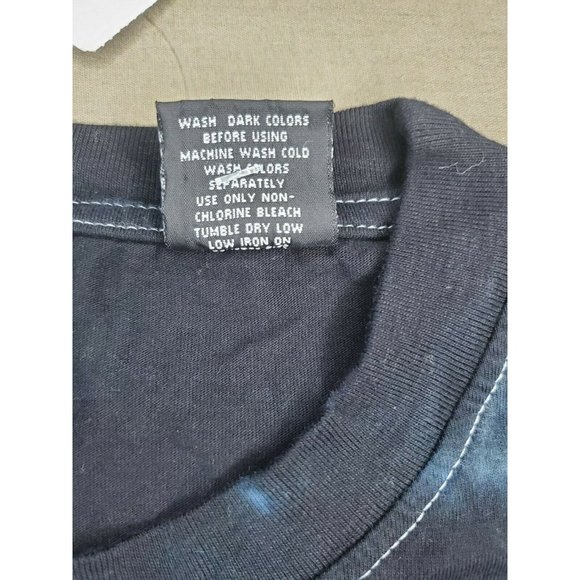 WASH DARK COLORS
BEFORE USING
MACHINE WASH COLD
WASH COLORS
SEPARATELY
USE ONLY NON-
CHLORINE BLEACH
TUMBLE DRY LOW
LOW IRON ON